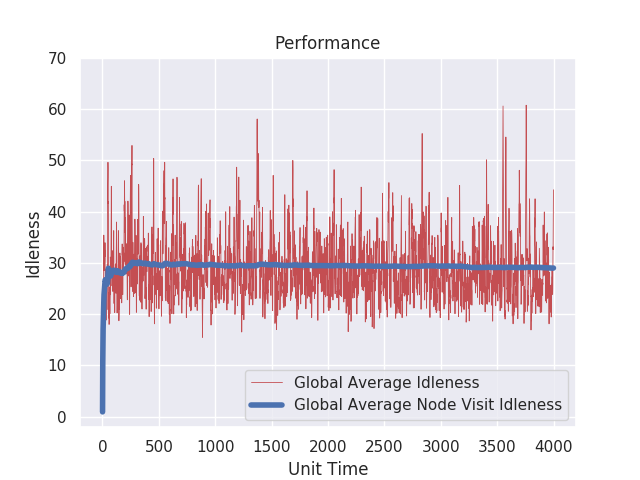 Performance
70
60
50
40
30
20
10
0
Idleness
Global Average Idleness
Global Average Node Visit Idleness
0 500 1000 1500 2000 2500 3000 3500 4000
Unit Time